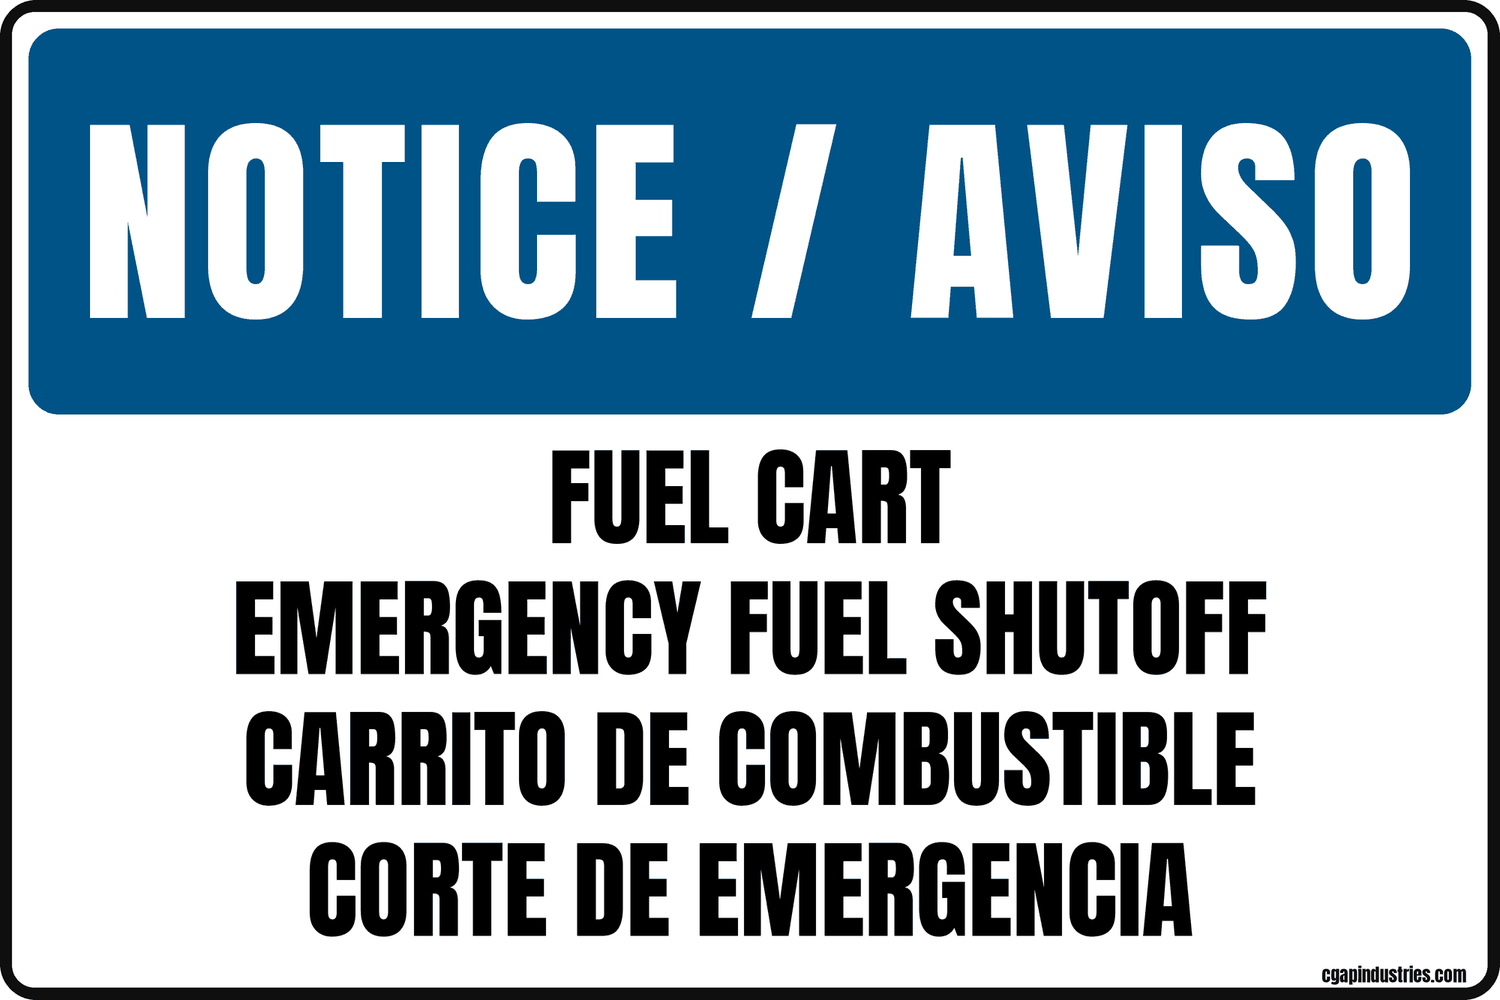 NOTICE / AVISO
FUEL CART
EMERGENCY FUEL SHUTOFF
CARRITO DE COMBUSTIBLE
CORTE DE EMERGENCIA
cgapindustries.com